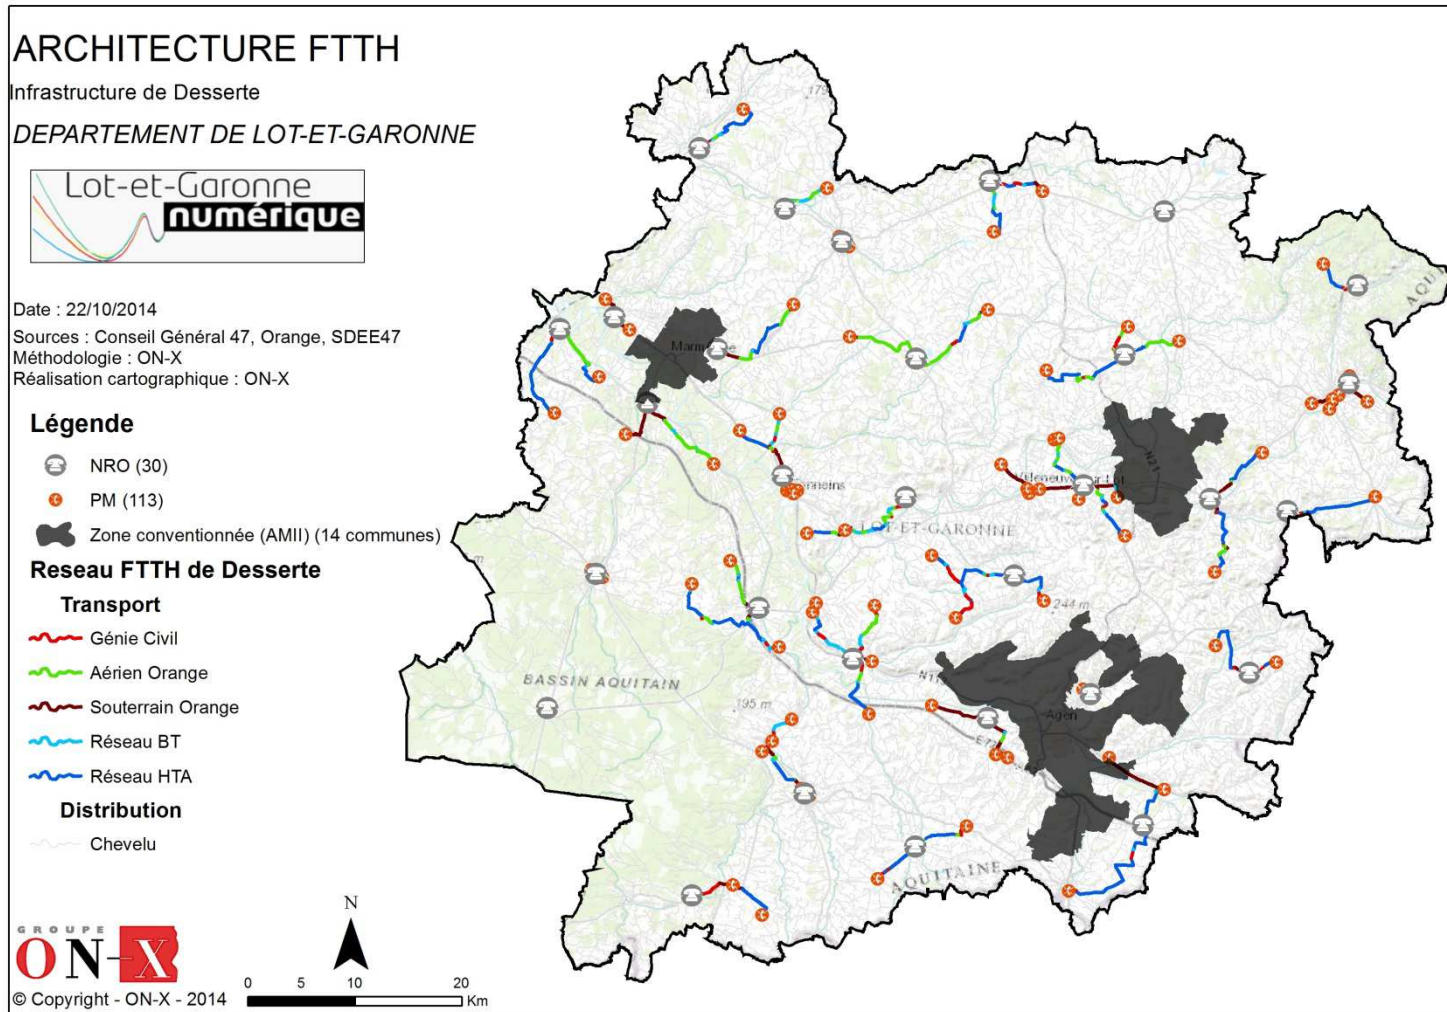 ARCHITECTURE FTTH
Infrastructure de Desserte
DEPARTEMENT DE LOT-ET-GARONNE
Lot-et-Garonne
numérique
Date : 22/10/2014
Sources : Conseil Général 47, Orange, SDEE47
Méthodologie : ON-X
Réalisation cartographique : ON-X
Légende
NRO (30)
PM (113)
Zone conventionnée (AMII) (14 communes)
Reseau FTTH de Desserte
Transport
Génie Civil
Aérien Orange
Souterrain Orange
Réseau BT
Réseau HTA
Distribution
Chevelu
GROUPE
ON-X
© Copyright - ON-X - 2014
N
0 5 10 20
Km
179
N21
LOT-ET-GARONNE
244 m
BASSIN AQUITAIN
195 m
Agen
AQUITAINE